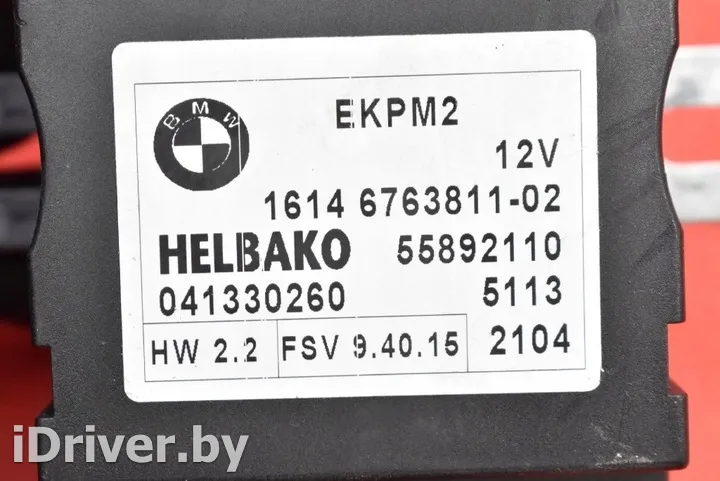 BMW
EKPM2
12V
1614 6763811-02
HELBAKO 55892110
041330260 5113
HW 2.2 FSV 9.40.15 2104
iDriver.by